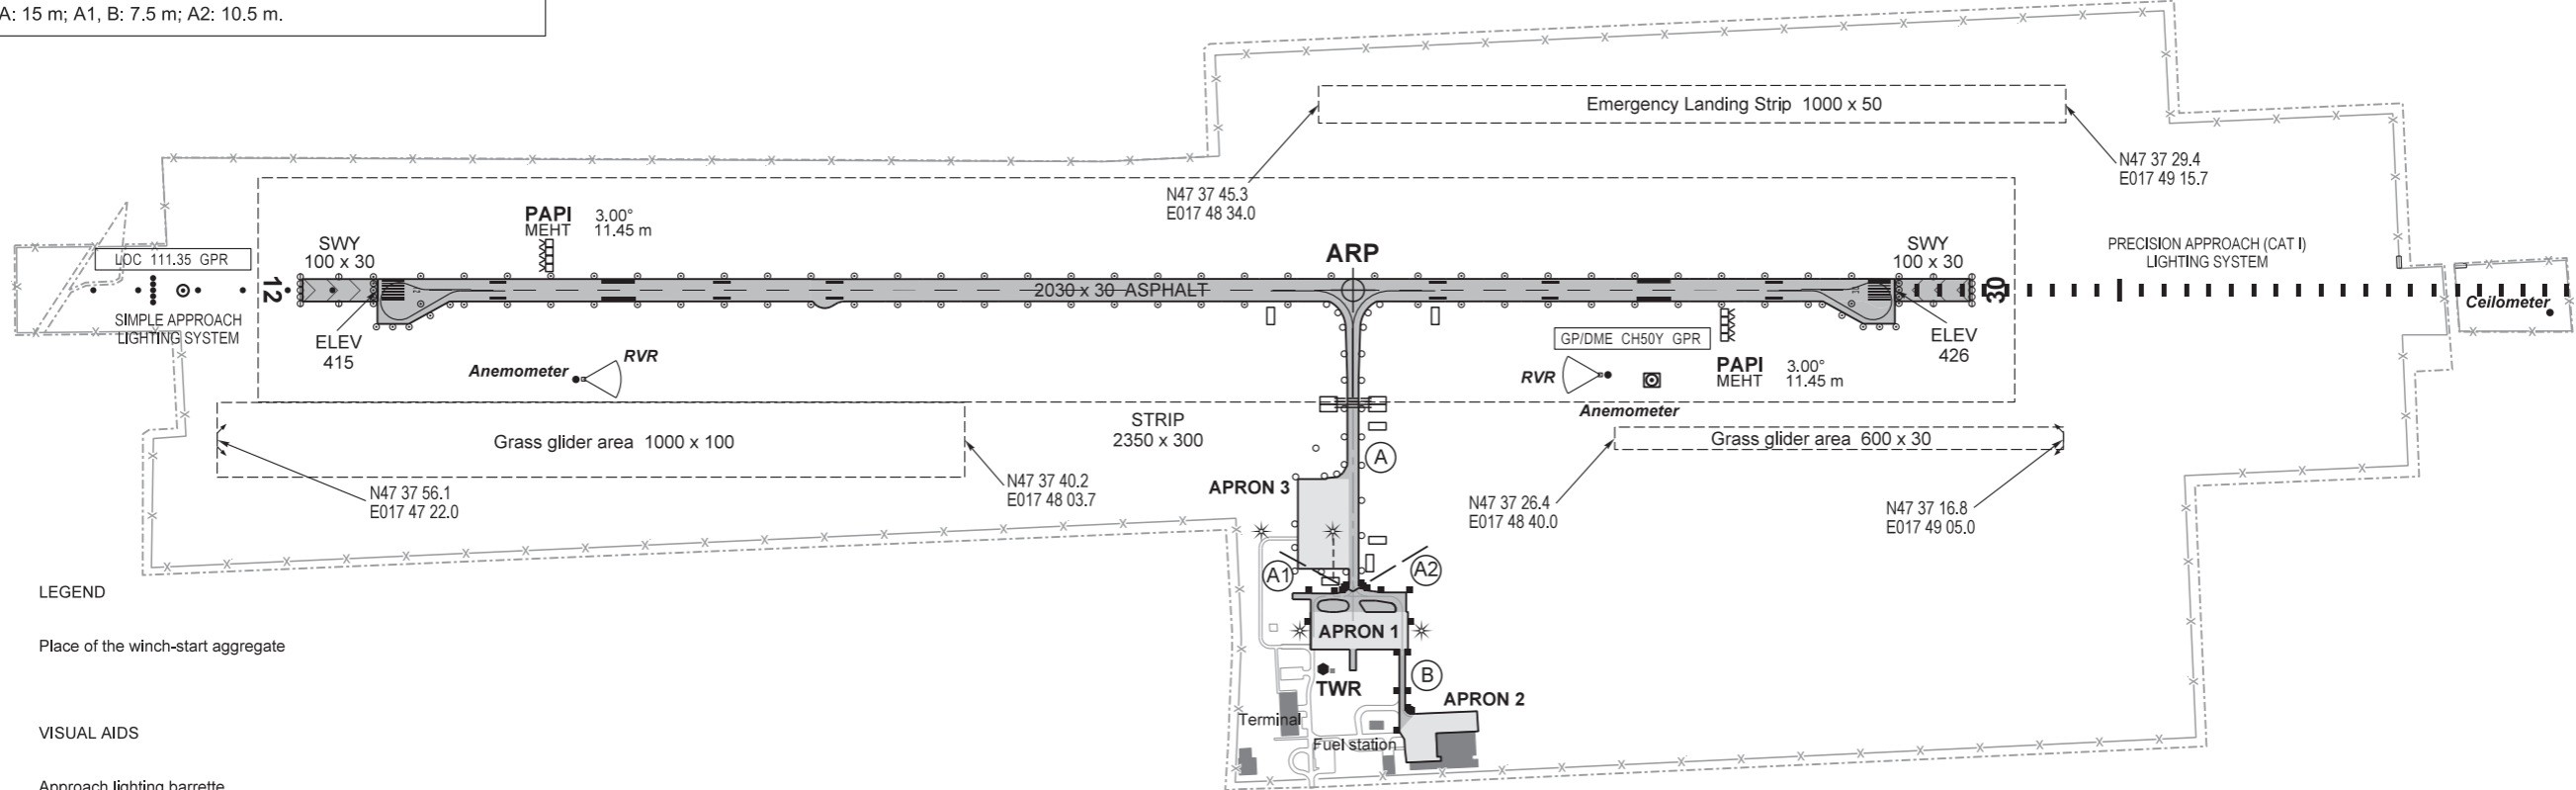 A: 15 m; A1, B: 7.5 m; A2: 10.5 m.
Emergency Landing Strip 1000 x 50
N47 37 29.4
E017 49 15.7
N47 37 45.3
E017 48 34.0
PAPI 3.00°
MEHT 11.45 m
SWY
100 x 30
LOC 111.35 GPR
12
SIMPLE APPROACH
LIGHTING SYSTEM
ELEV
415
ARP
2030 x 30 ASPHALT
SWY
100 x 30
30
PRECISION APPROACH (CAT I)
LIGHTING SYSTEM
Ceilometer
ELEV
426
GP/DME CH50Y GPR
PAPI 3.00°
MEHT 11.45 m
Anemometer
RVR
RVR
Anemometer
Grass glider area 1000 x 100
STRIP
2350 x 300
Grass glider area 600 x 30
A
N47 37 56.1
E017 47 22.0
N47 37 40.2
E017 48 03.7
APRON 3
N47 37 26.4
E017 48 40.0
N47 37 16.8
E017 49 05.0
A1
A2
LEGEND
APRON 1
Place of the winch-start aggregate
B
TWR
APRON 2
Terminal
VISUAL AIDS
Fuel station
Approach lighting barrette